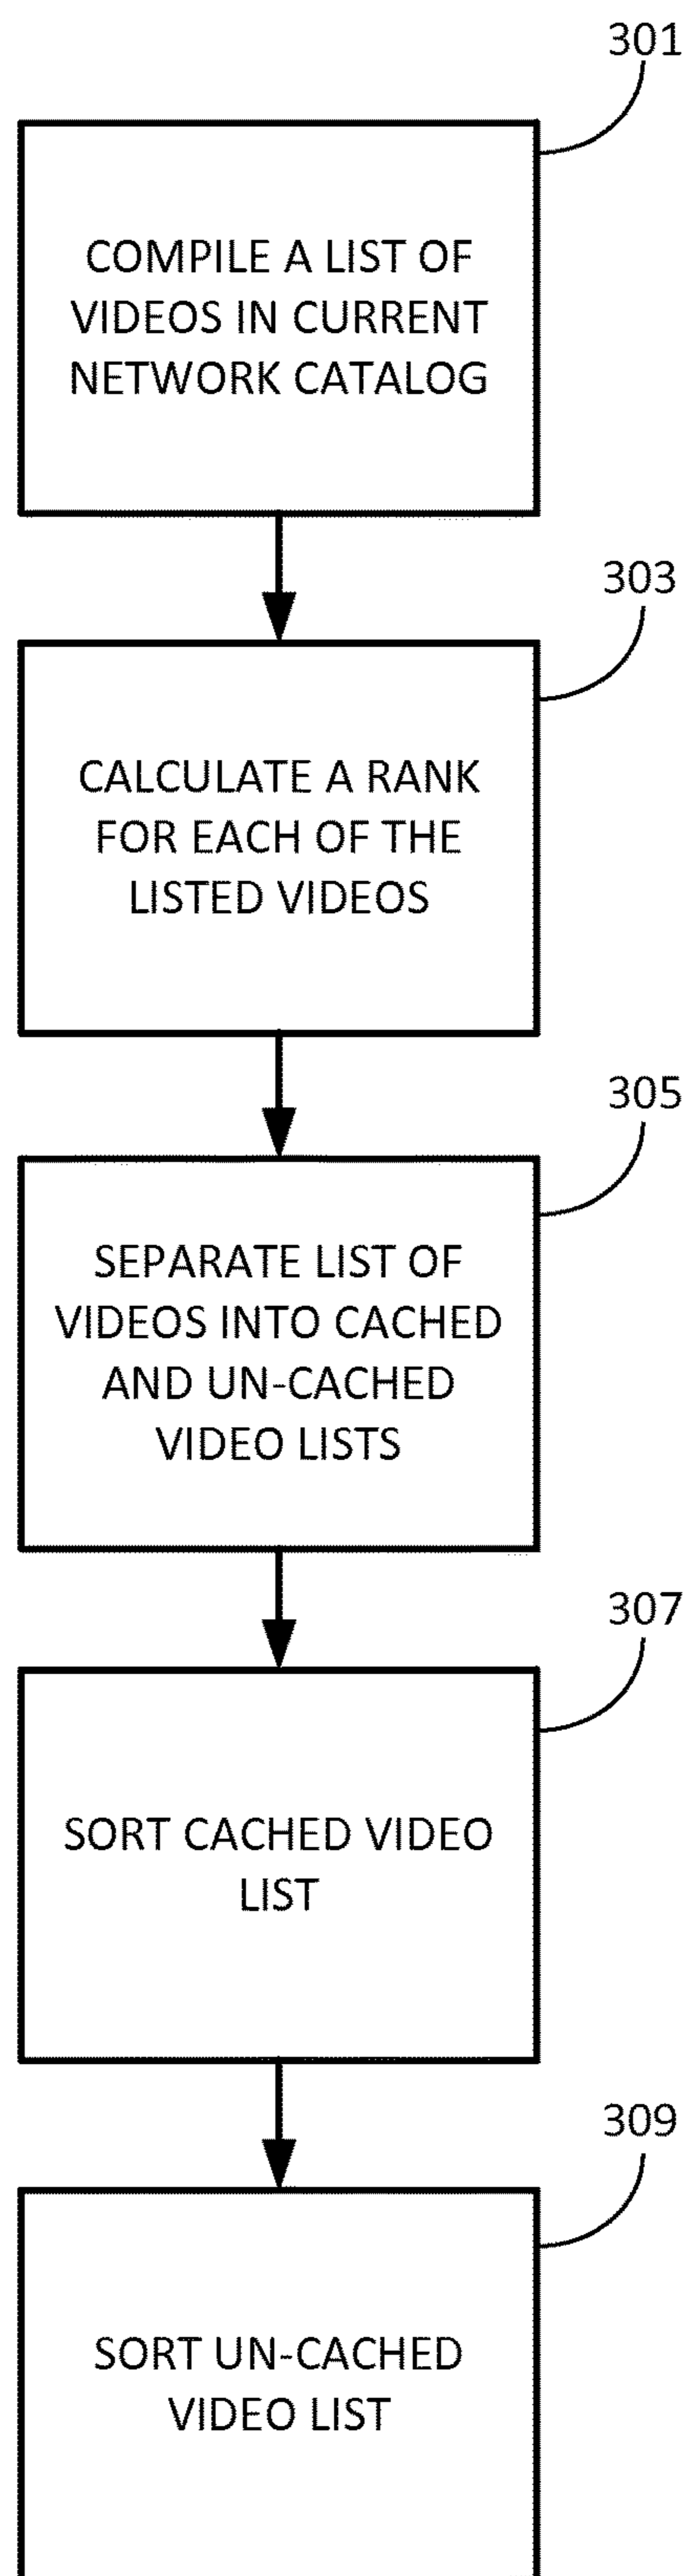 301
COMPILE A LIST OF
VIDEOS IN CURRENT
NETWORK CATALOG
303
CALCULATE A RANK
FOR EACH OF THE
LISTED VIDEOS
305
SEPARATE LIST OF
VIDEOS INTO CACHED
AND UN-CACHED
VIDEO LISTS
307
SORT CACHED VIDEO
LIST
309
SORT UN-CACHED
VIDEO LIST